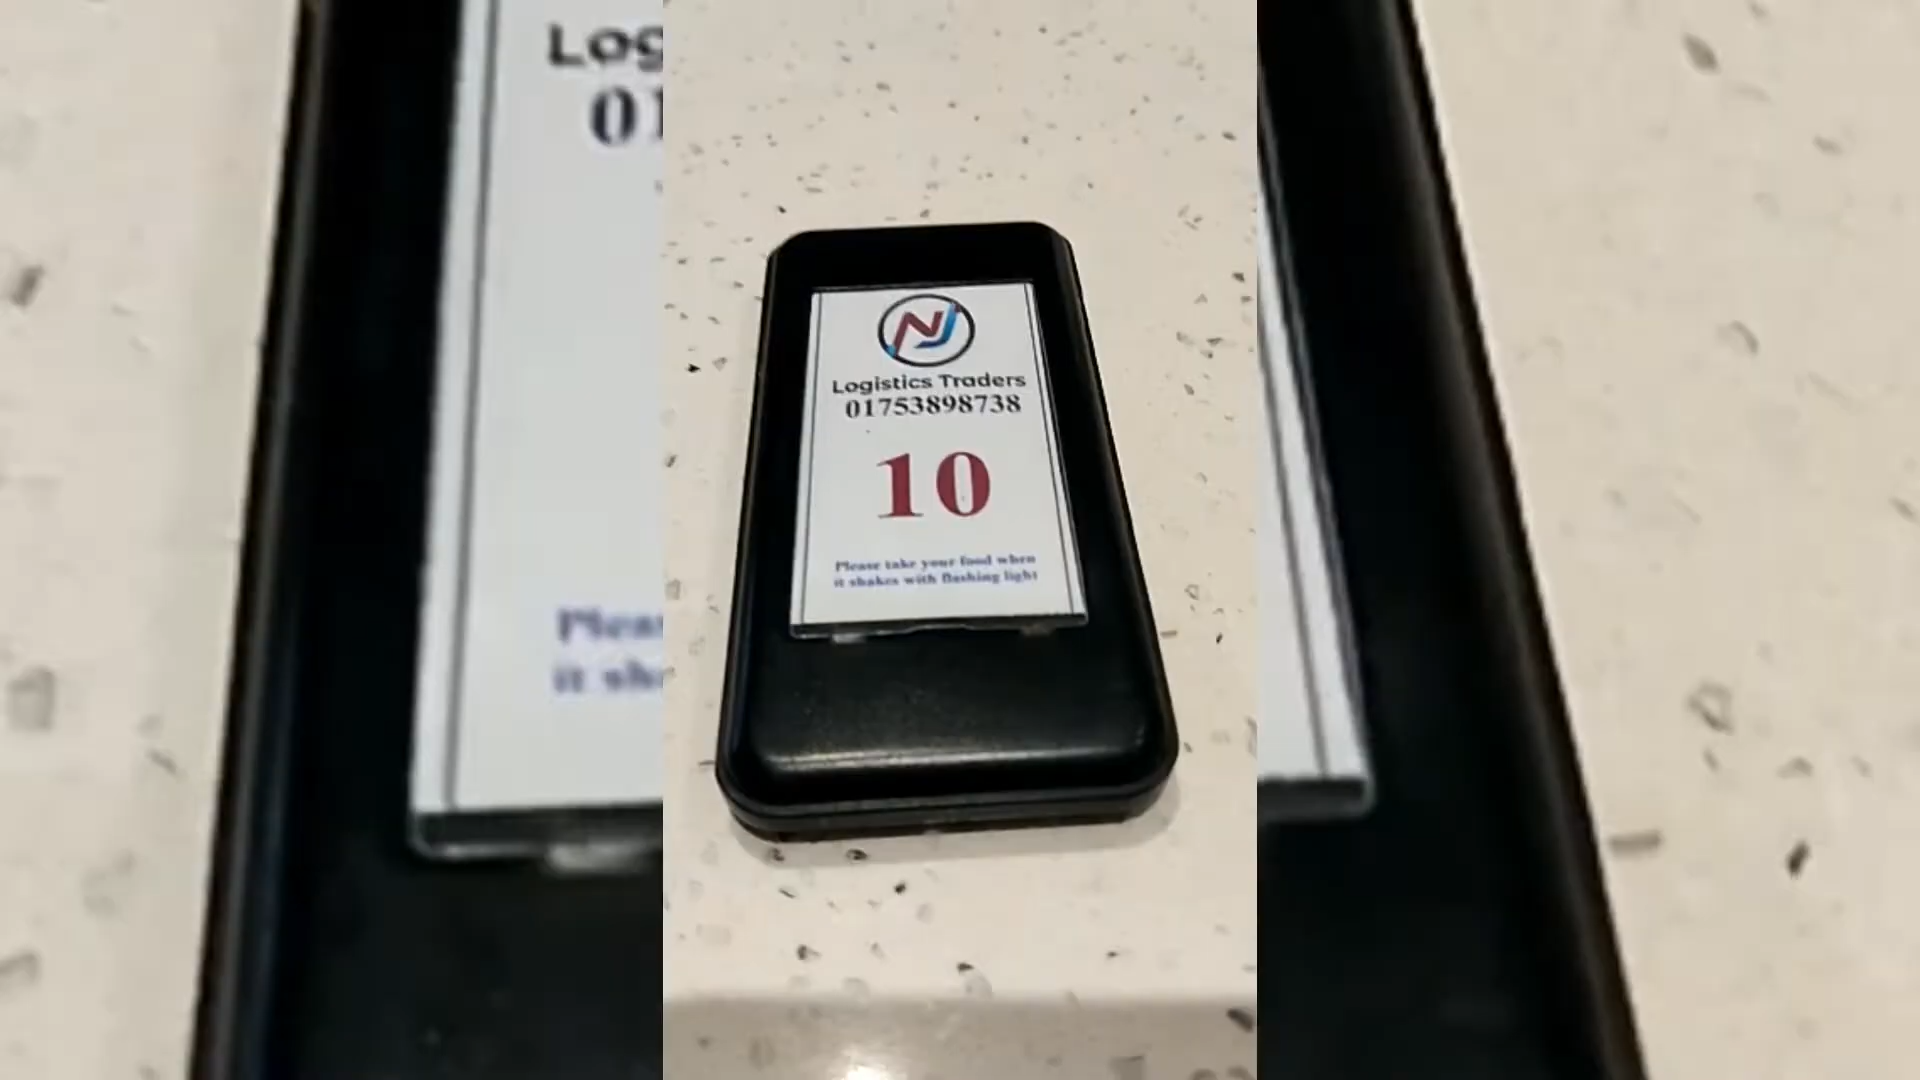 NJ
Logistics Traders
01753898738
10
Please take your food when
it shakes with flashing light